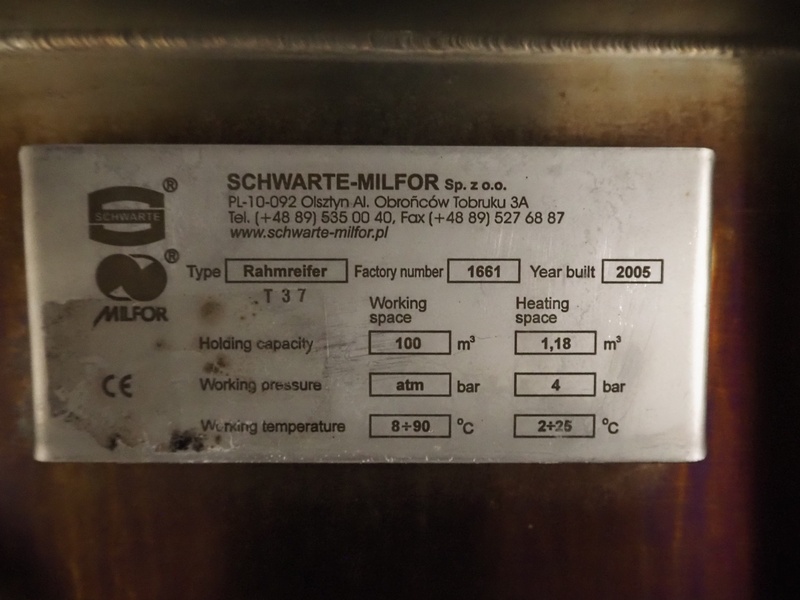 SCHWARTE ®
MILFOR ®
CE
SCHWARTE-MILFOR Sp. z o.o.
PL-10-092 Olsztyn Al. Obrońców Tobruku 3A
Tel. (+48 89) 535 00 40, Fax (+48 89) 527 68 87
www.schwarte-milfor.pl
Type Rahmreifer Factory number 1661 Year built 2005
T 3 7
Working space Heating space
Holding capacity 100 m³ 1,18 m³
Working pressure atm bar 4 bar
Working temperature 8÷90 °C 2÷25 °C